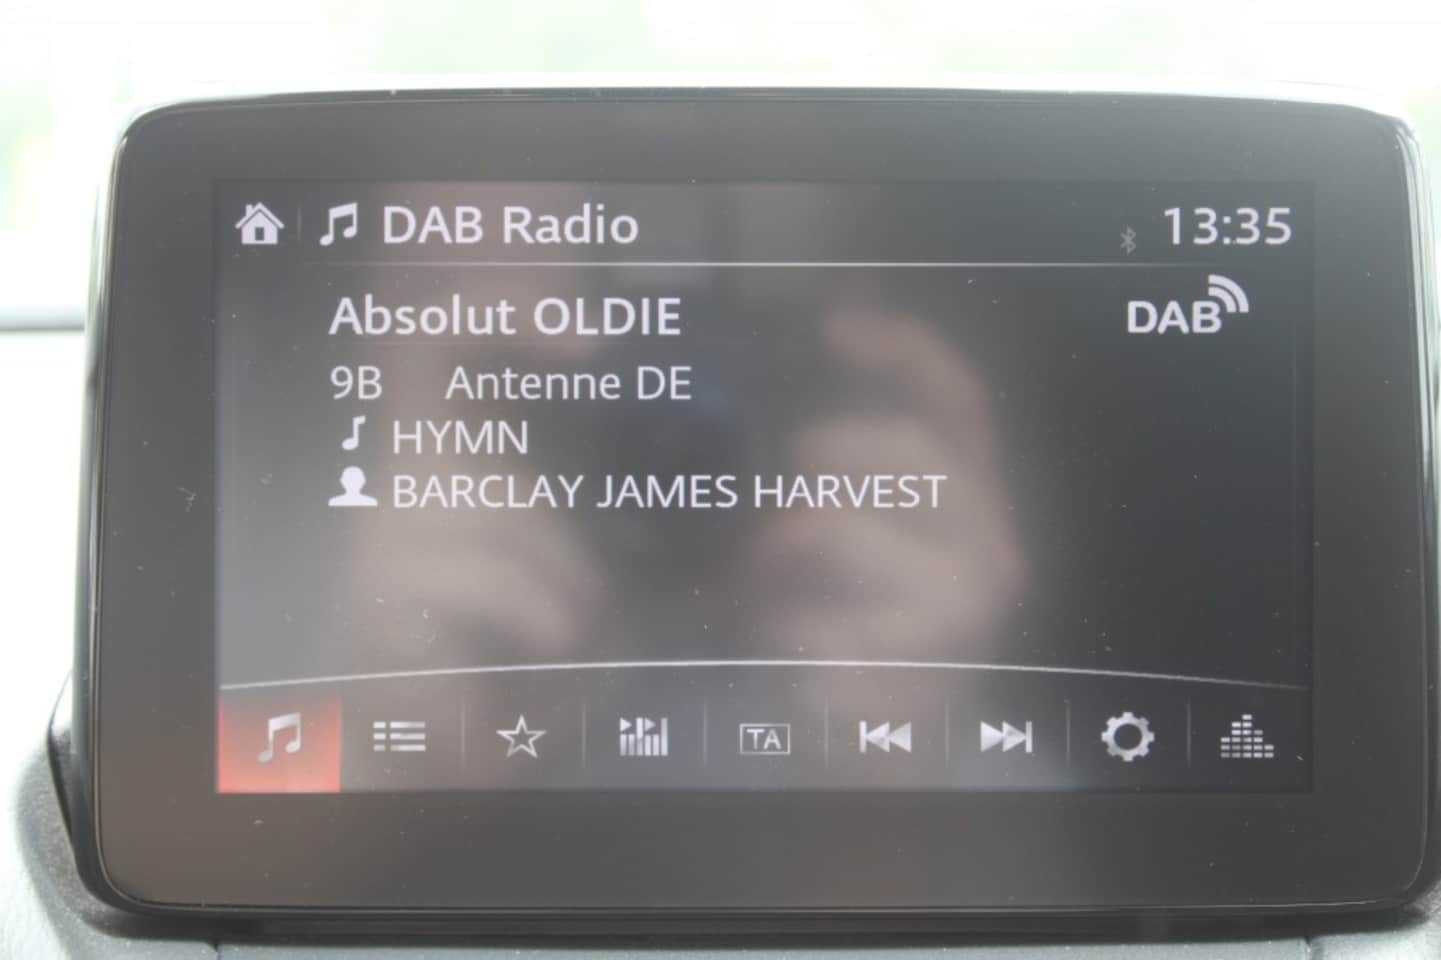 DAB Radio 13:35
Absolut OLDIE DAB
9B Antenne DE
HYMN
BARCLAY JAMES HARVEST
TA